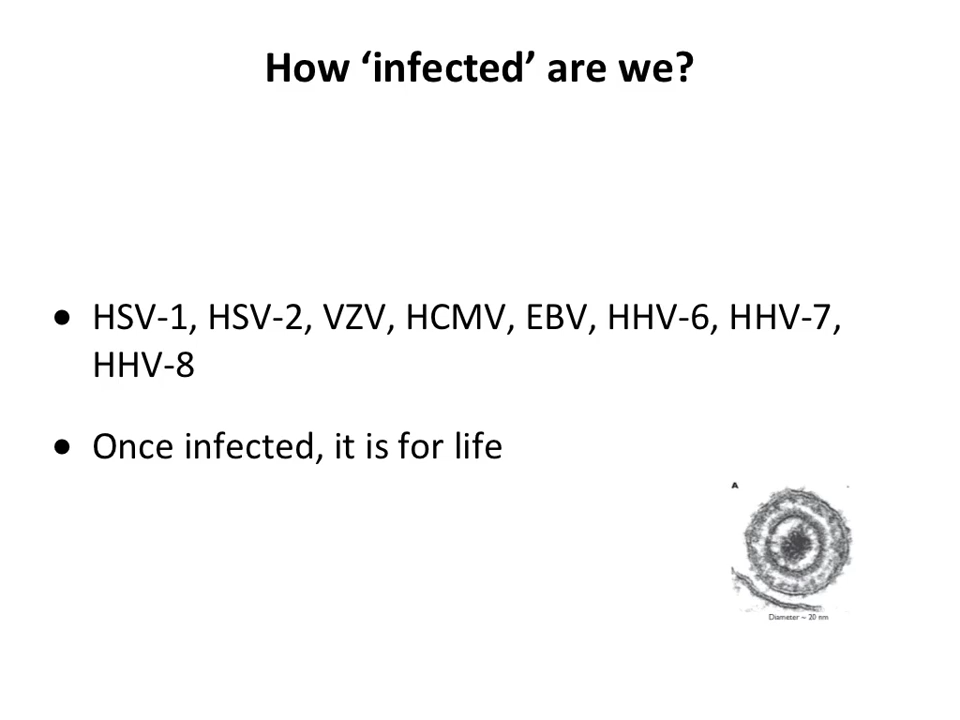 How ‘infected’ are we?
• HSV-1, HSV-2, VZV, HCMV, EBV, HHV-6, HHV-7,
HHV-8
• Once infected, it is for life
A
Diameter ~ 20 nm